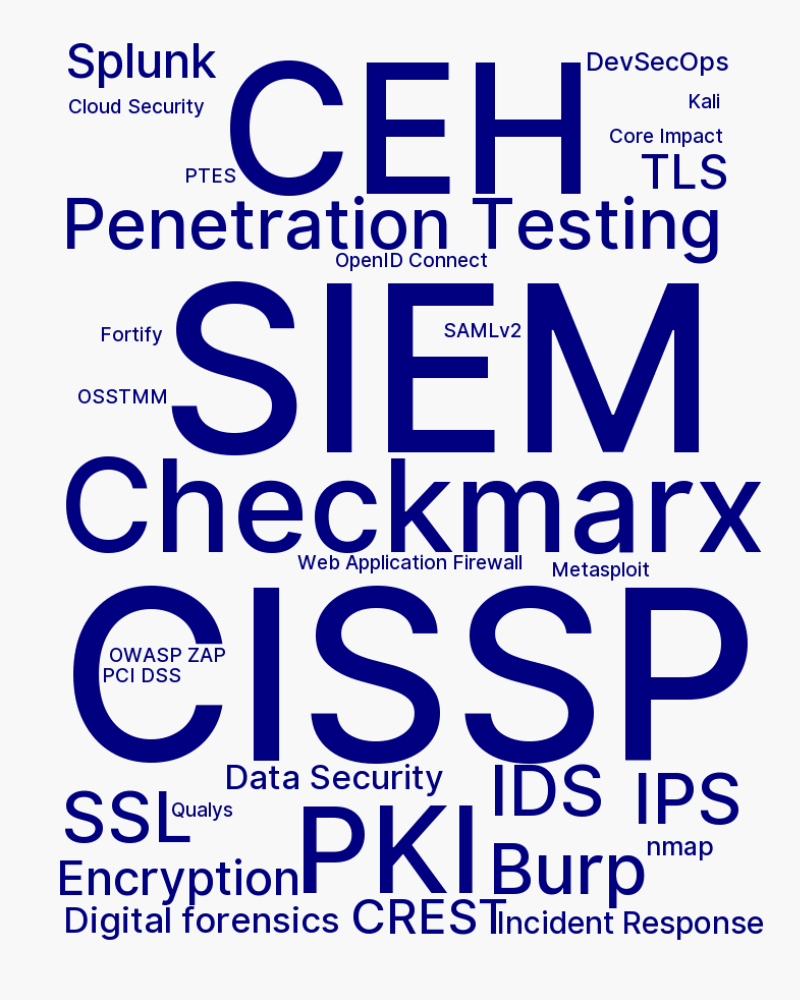 Splunk
CEH
DevSecOps
Cloud Security
Kali
Core Impact
PTES
TLS
Penetration Testing
OpenID Connect
SIEM
Fortify
SAMLv2
OSSTMM
Checkmarx
Web Application Firewall
Metasploit
CISSP
OWASP ZAP
PCI DSS
Data Security
IDS
IPS
SSL
Qualys
PKI
nmap
Burp
Encryption
Digital forensics
CREST
Incident Response